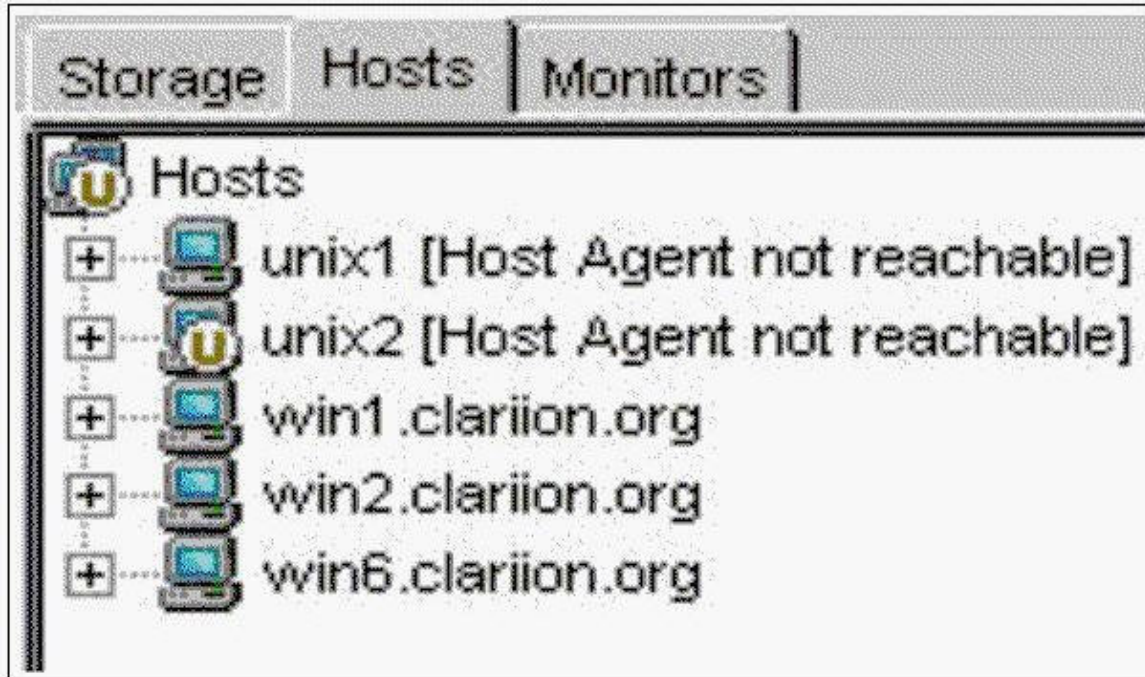 Storage Hosts Monitors
Hosts
unix1 [Host Agent not reachable]
U unix2 [Host Agent not reachable]
win1.clariion.org
win2.clariion.org
win6.clariion.org